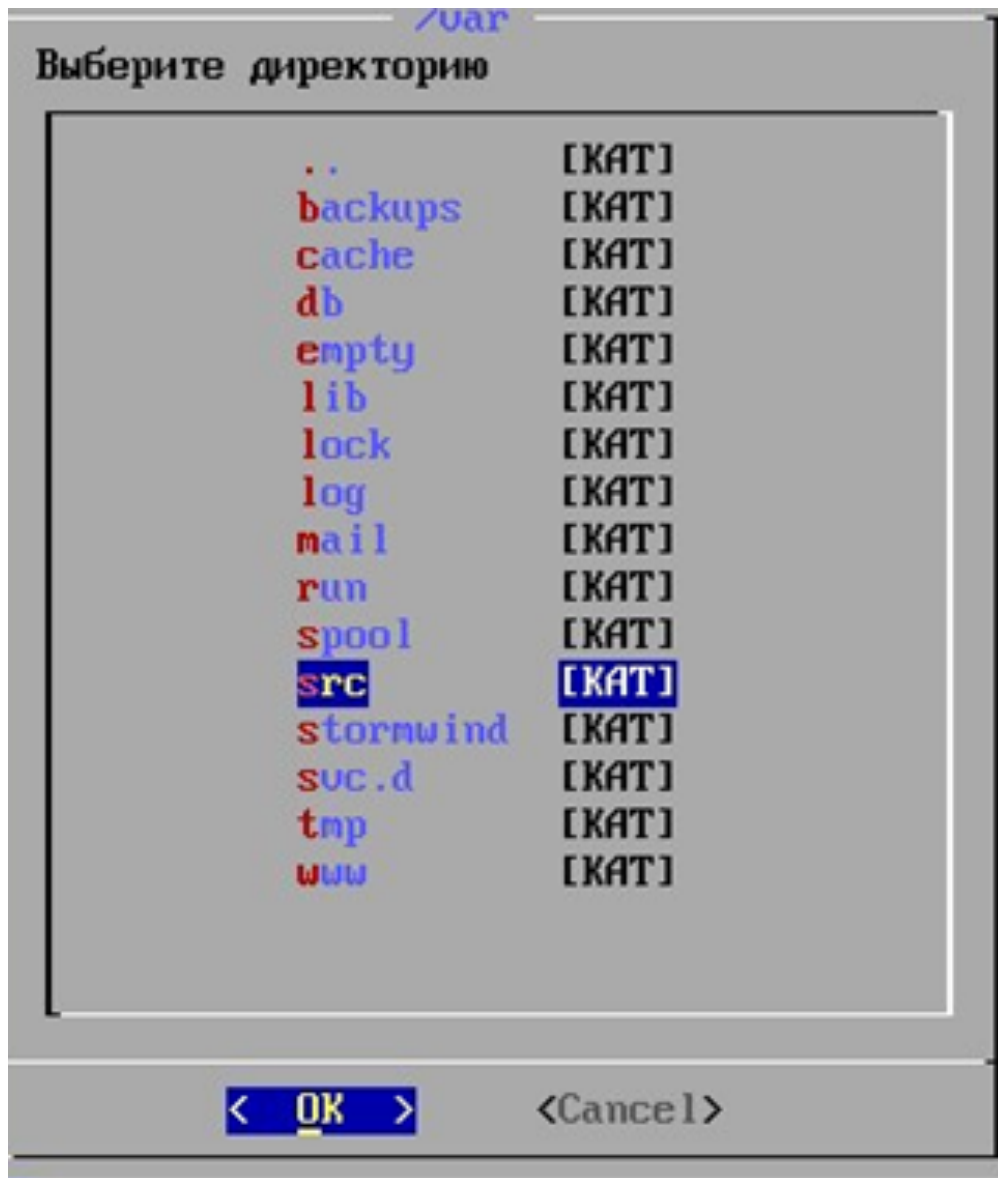 /var
Выберите директорию
.. [КАТ]
backups [КАТ]
cache [КАТ]
db [КАТ]
empty [КАТ]
lib [КАТ]
lock [КАТ]
log [КАТ]
mail [КАТ]
run [КАТ]
spool [КАТ]
src [КАТ]
stormwind [КАТ]
svc.d [КАТ]
tmp [КАТ]
www [КАТ]
< OK > <Cancel>